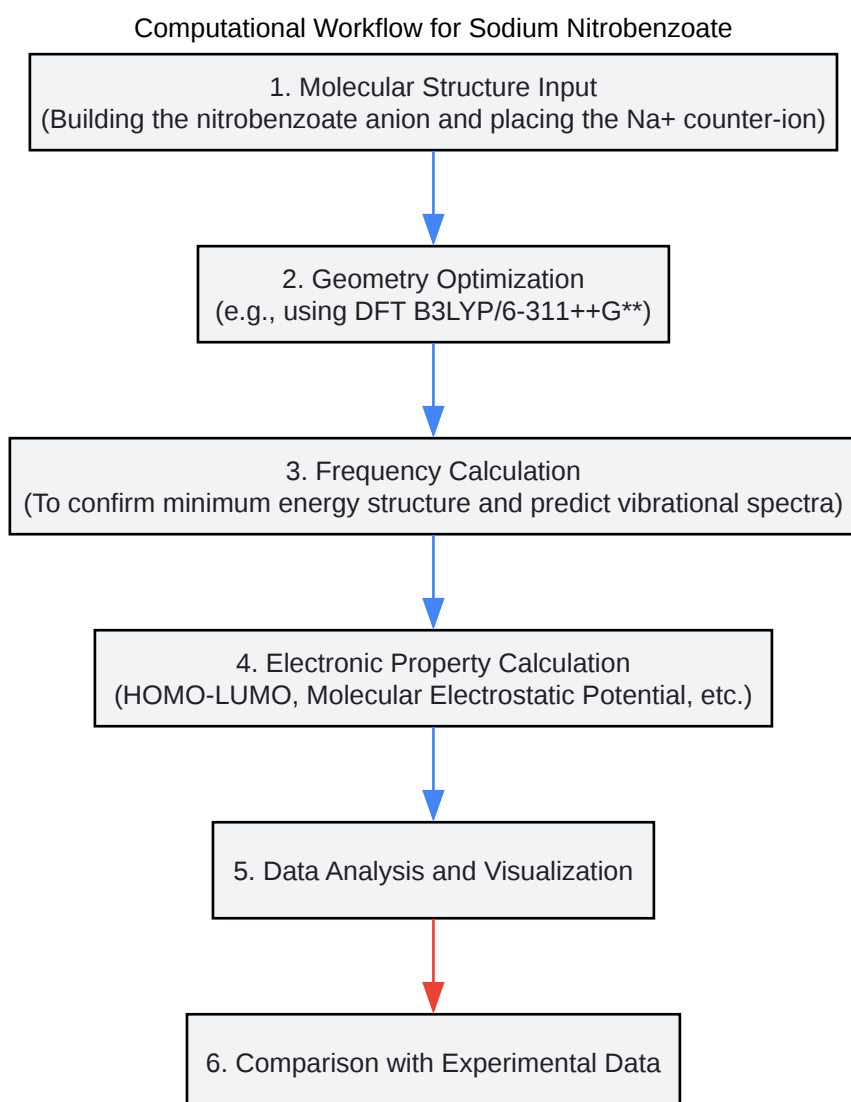 Computational Workflow for Sodium Nitrobenzoate
1. Molecular Structure Input
(Building the nitrobenzoate anion and placing the Na+ counter-ion)
2. Geometry Optimization
(e.g., using DFT B3LYP/6-311++G**)
3. Frequency Calculation
(To confirm minimum energy structure and predict vibrational spectra)
4. Electronic Property Calculation
(HOMO-LUMO, Molecular Electrostatic Potential, etc.)
5. Data Analysis and Visualization
6. Comparison with Experimental Data